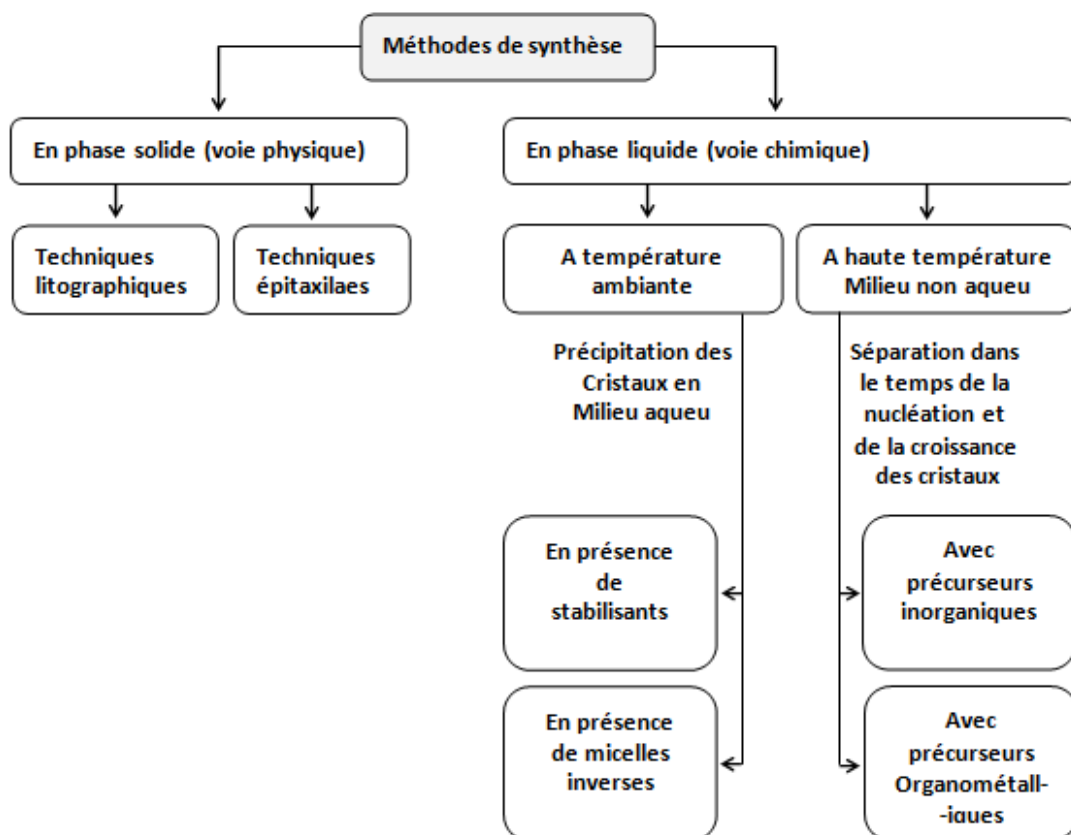 Méthodes de synthèse
En phase solide (voie physique)
En phase liquide (voie chimique)
Techniques
litographiques
Techniques
épitaxilaes
A température
ambiante
A haute température
Milieu non aqueu
Précipitation des
Cristaux en
Milieu aqueu
Séparation dans
le temps de la
nucléation et
de la croissance
des cristaux
En présence
de
stabilisants
Avec
précurseurs
inorganiques
En présence
de micelles
inverses
Avec
précurseurs
Organométall-
-iques